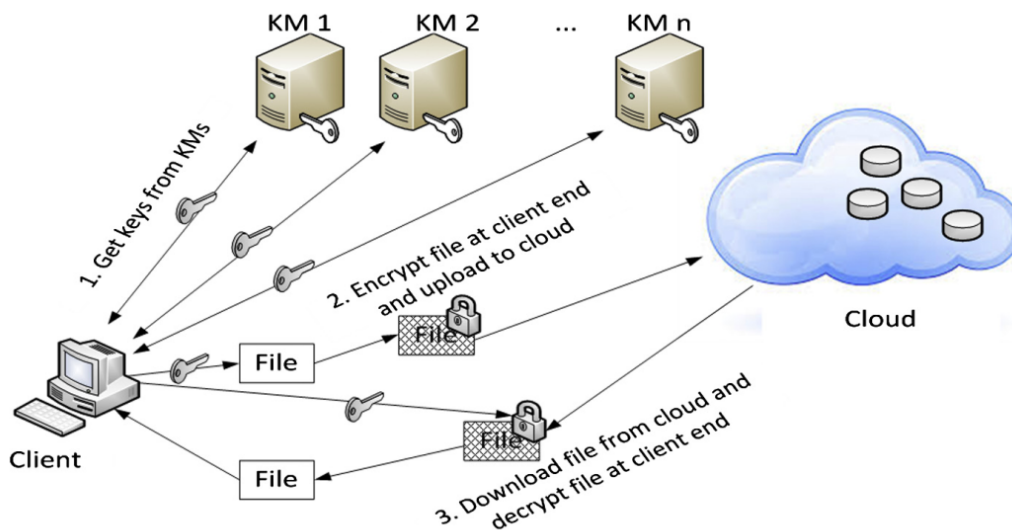 KM 1
KM 2
...
KM n
1. Get keys from KMs
2. Encrypt file at client end
and upload to cloud
File
File
Cloud
Client
File
File
3. Download file from cloud and
decrypt file at client end